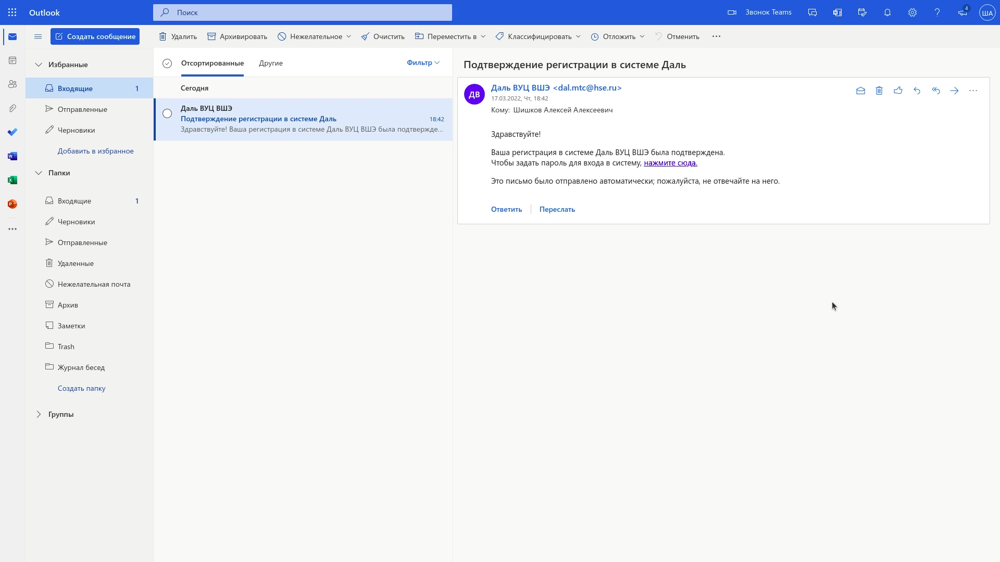 Outlook
Поиск
Звонок Teams
4
ША
Создать сообщение
Удалить
Архивировать
Нежелательное
Очистить
Переместить в
Классифицировать
Отложить
Отменить
Избранные
Входящие 1
Отправленные
Черновики
Добавить в избранное
Папки
Входящие 1
Черновики
Отправленные
Удаленные
Нежелательная почта
Архив
Заметки
Trash
Журнал бесед
Создать папку
Группы
Отсортированные
Другие
Фильтр
Сегодня
Даль ВУЦ ВШЭ
Подтверждение регистрации в системе Даль 18:42
Здравствуйте! Ваша регистрация в системе Даль ВУЦ ВШЭ была подтвержде...
Подтверждение регистрации в системе Даль
ДВ
Даль ВУЦ ВШЭ <dal.mtc@hse.ru>
17.03.2022, Чт, 18:42
Кому: Шишков Алексей Алексеевич
Здравствуйте!
Ваша регистрация в системе Даль ВУЦ ВШЭ была подтверждена.
Чтобы задать пароль для входа в систему, нажмите сюда.
Это письмо было отправлено автоматически; пожалуйста, не отвечайте на него.
Ответить
Переслать